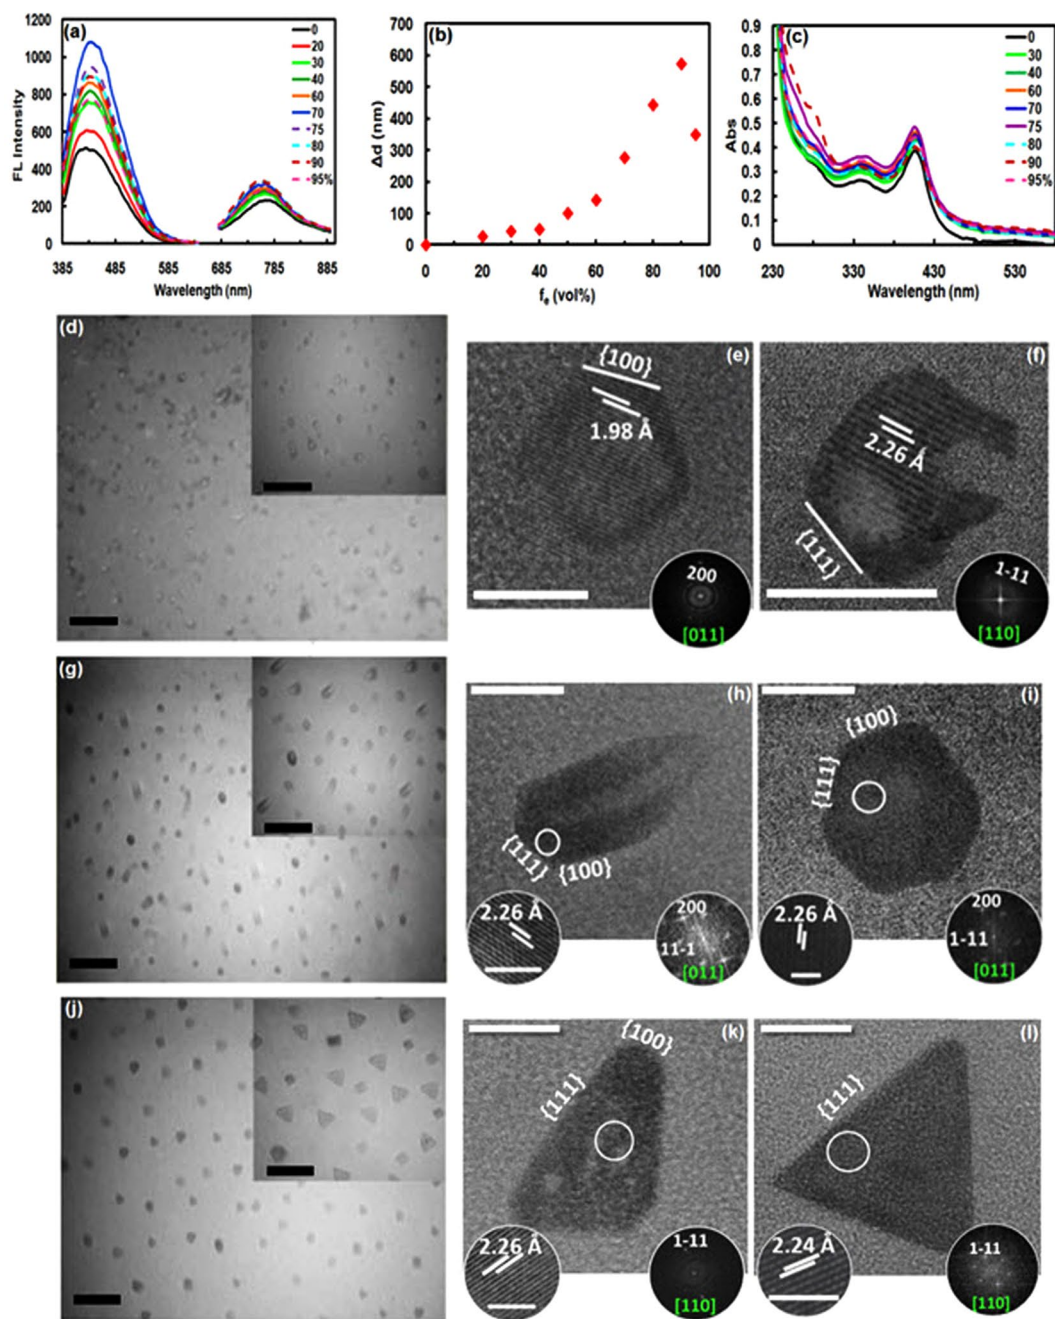 (a)
FL Intensity
1200
1000
800
600
400
200
0
385 485 585 685 785 885
Wavelength (nm)
0
20
30
40
60
70
75
80
90
95%
(b)
Δd (nm)
700
600
500
400
300
200
100
0
0 20 40 60 80 100
fe (vol%)
(c)
Abs
0.9
0.8
0.7
0.6
0.5
0.4
0.3
0.2
0.1
0
230 330 430 530
Wavelength (nm)
0
30
40
60
70
75
80
90
95%
(d)
(e)
{100}
1.98 Å
200
[011]
(f)
2.26 Å
{111}
1-11
[110]
(g)
(h)
{111} {100}
2.26 Å
200
11-1
[011]
(i)
{100}
{111}
2.26 Å
200
1-11
[011]
(j)
(k)
{100}
{111}
2.26 Å
1-11
[110]
(l)
{111}
2.24 Å
1-11
[110]